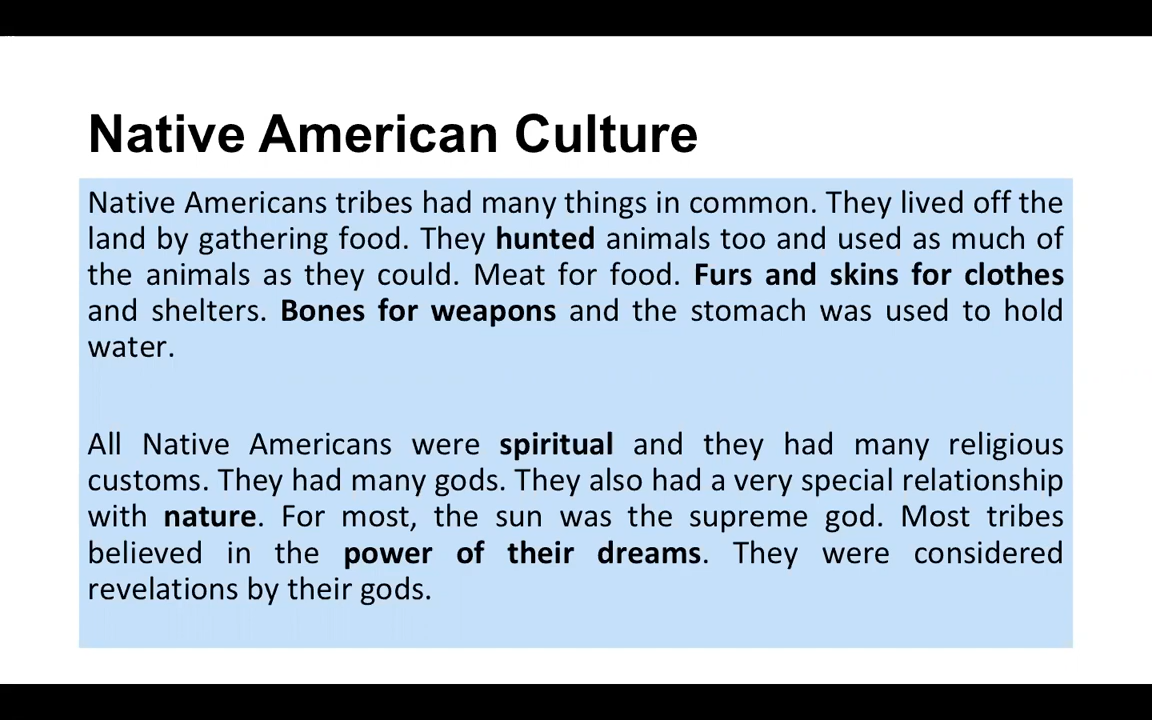 Native American Culture
Native Americans tribes had many things in common. They lived off the
land by gathering food. They hunted animals too and used as much of
the animals as they could. Meat for food. Furs and skins for clothes
and shelters. Bones for weapons and the stomach was used to hold
water.
All Native Americans were spiritual and they had many religious
customs. They had many gods. They also had a very special relationship
with nature. For most, the sun was the supreme god. Most tribes
believed in the power of their dreams. They were considered
revelations by their gods.